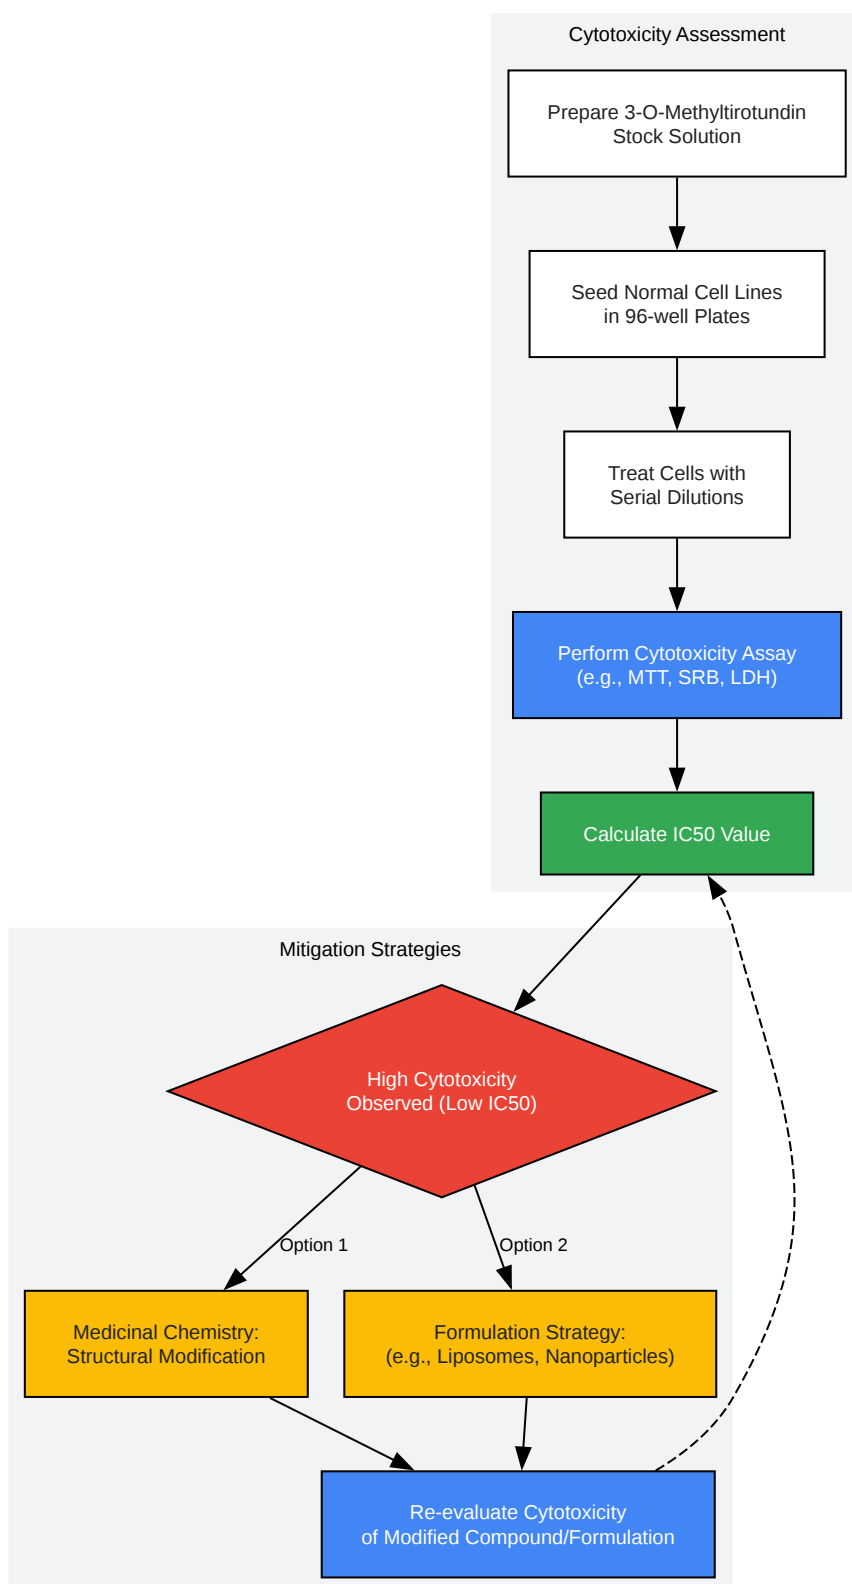 Cytotoxicity Assessment
Prepare 3-O-Methyltirotundin
Stock Solution
Seed Normal Cell Lines
in 96-well Plates
Treat Cells with
Serial Dilutions
Perform Cytotoxicity Assay
(e.g., MTT, SRB, LDH)
Calculate IC50 Value
Mitigation Strategies
High Cytotoxicity
Observed (Low IC50)
Option 1
Option 2
Medicinal Chemistry:
Structural Modification
Formulation Strategy:
(e.g., Liposomes, Nanoparticles)
Re-evaluate Cytotoxicity
of Modified Compound/Formulation